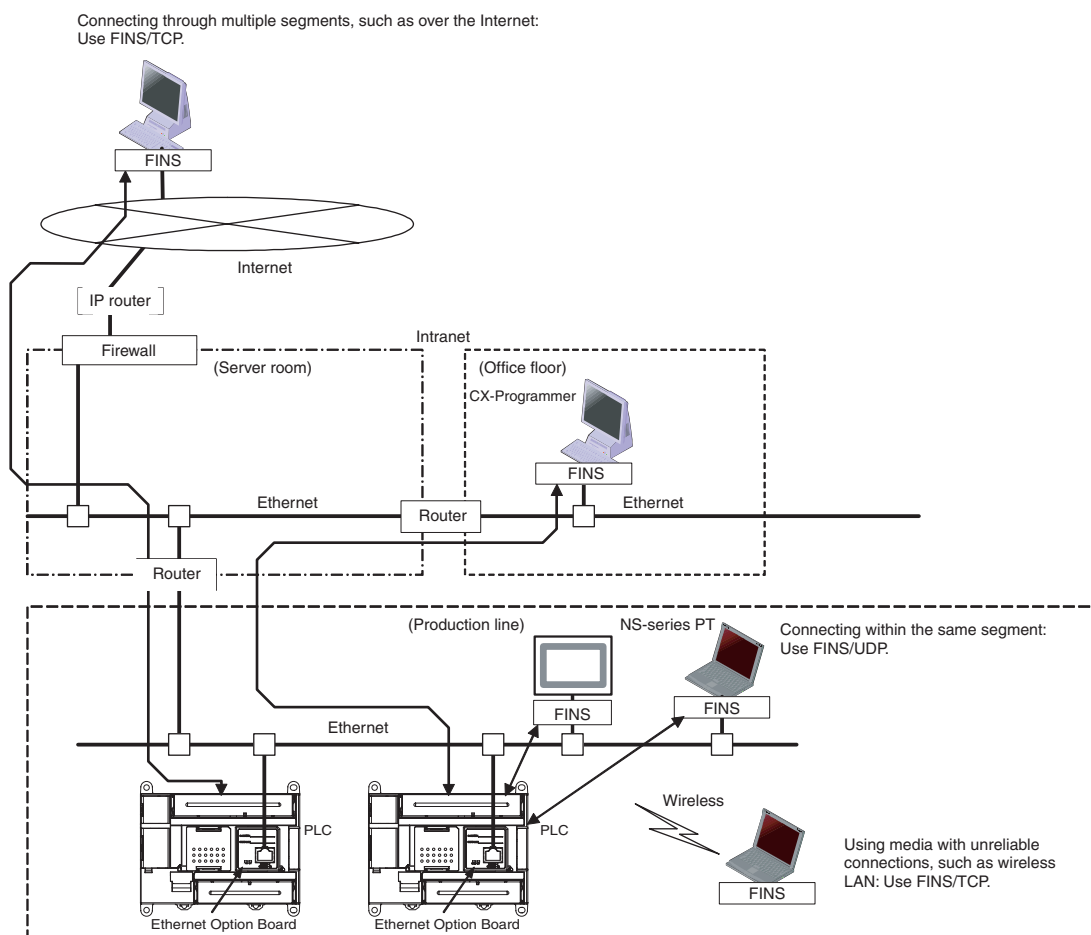 Connecting through multiple segments, such as over the Internet:
Use FINS/TCP.
FINS
Internet
IP router
Firewall
Intranet
(Server room)
(Office floor)
CX-Programmer
FINS
Ethernet
Router
Ethernet
Router
(Production line)
NS-series PT
Connecting within the same segment:
Use FINS/UDP.
FINS
FINS
Ethernet
Wireless
PLC
PLC
Using media with unreliable
connections, such as wireless
LAN: Use FINS/TCP.
FINS
Ethernet Option Board
Ethernet Option Board